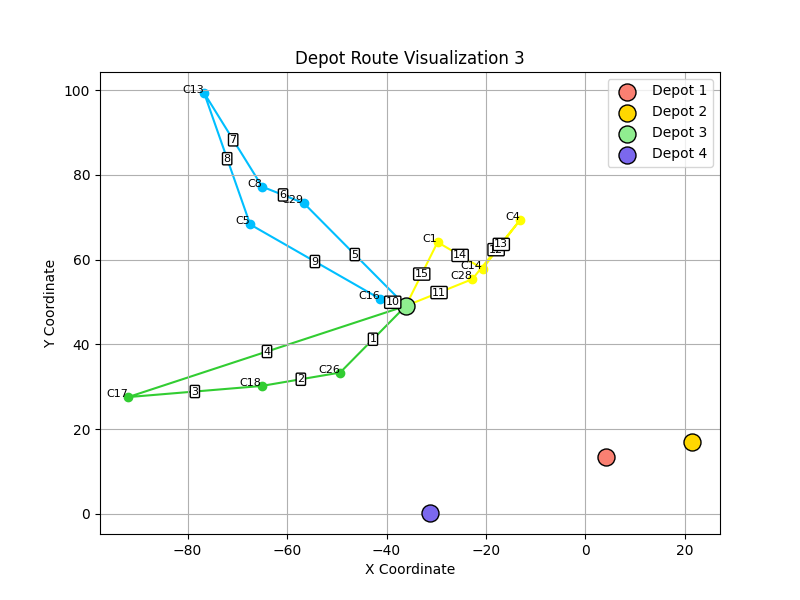 Depot Route Visualization 3
Depot 1
Depot 2
Depot 3
Depot 4
100
80
60
40
20
0
Y Coordinate
C13
7
8
C8
6
C29
C5
5
9
C16
10
C1
14
15
C4
13
12
C14
C28
11
1
4
C17
3
C18
2
C26
−80
−60
−40
−20
0
20
X Coordinate